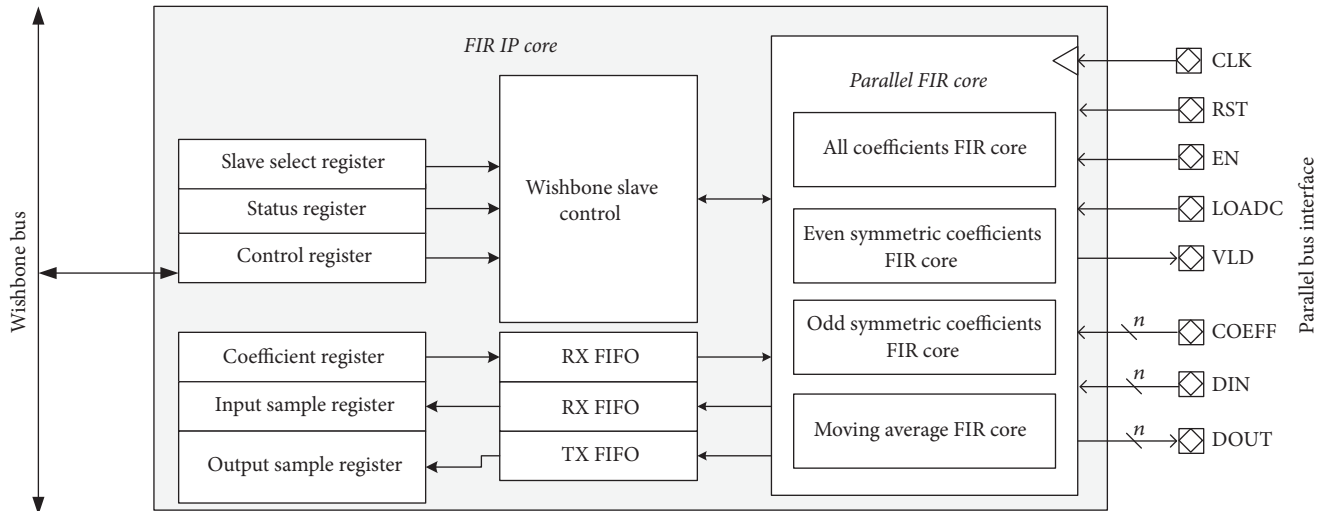 FIR IP core
Wishbone bus
Slave select register
Status register
Control register
Wishbone slave
control
Coefficient register
Input sample register
Output sample register
RX FIFO
RX FIFO
TX FIFO
Parallel FIR core
All coefficients FIR core
Even symmetric coefficients
FIR core
Odd symmetric coefficients
FIR core
Moving average FIR core
CLK
RST
EN
LOADC
VLD
n
COEFF
n
DIN
n
DOUT
Parallel bus interface